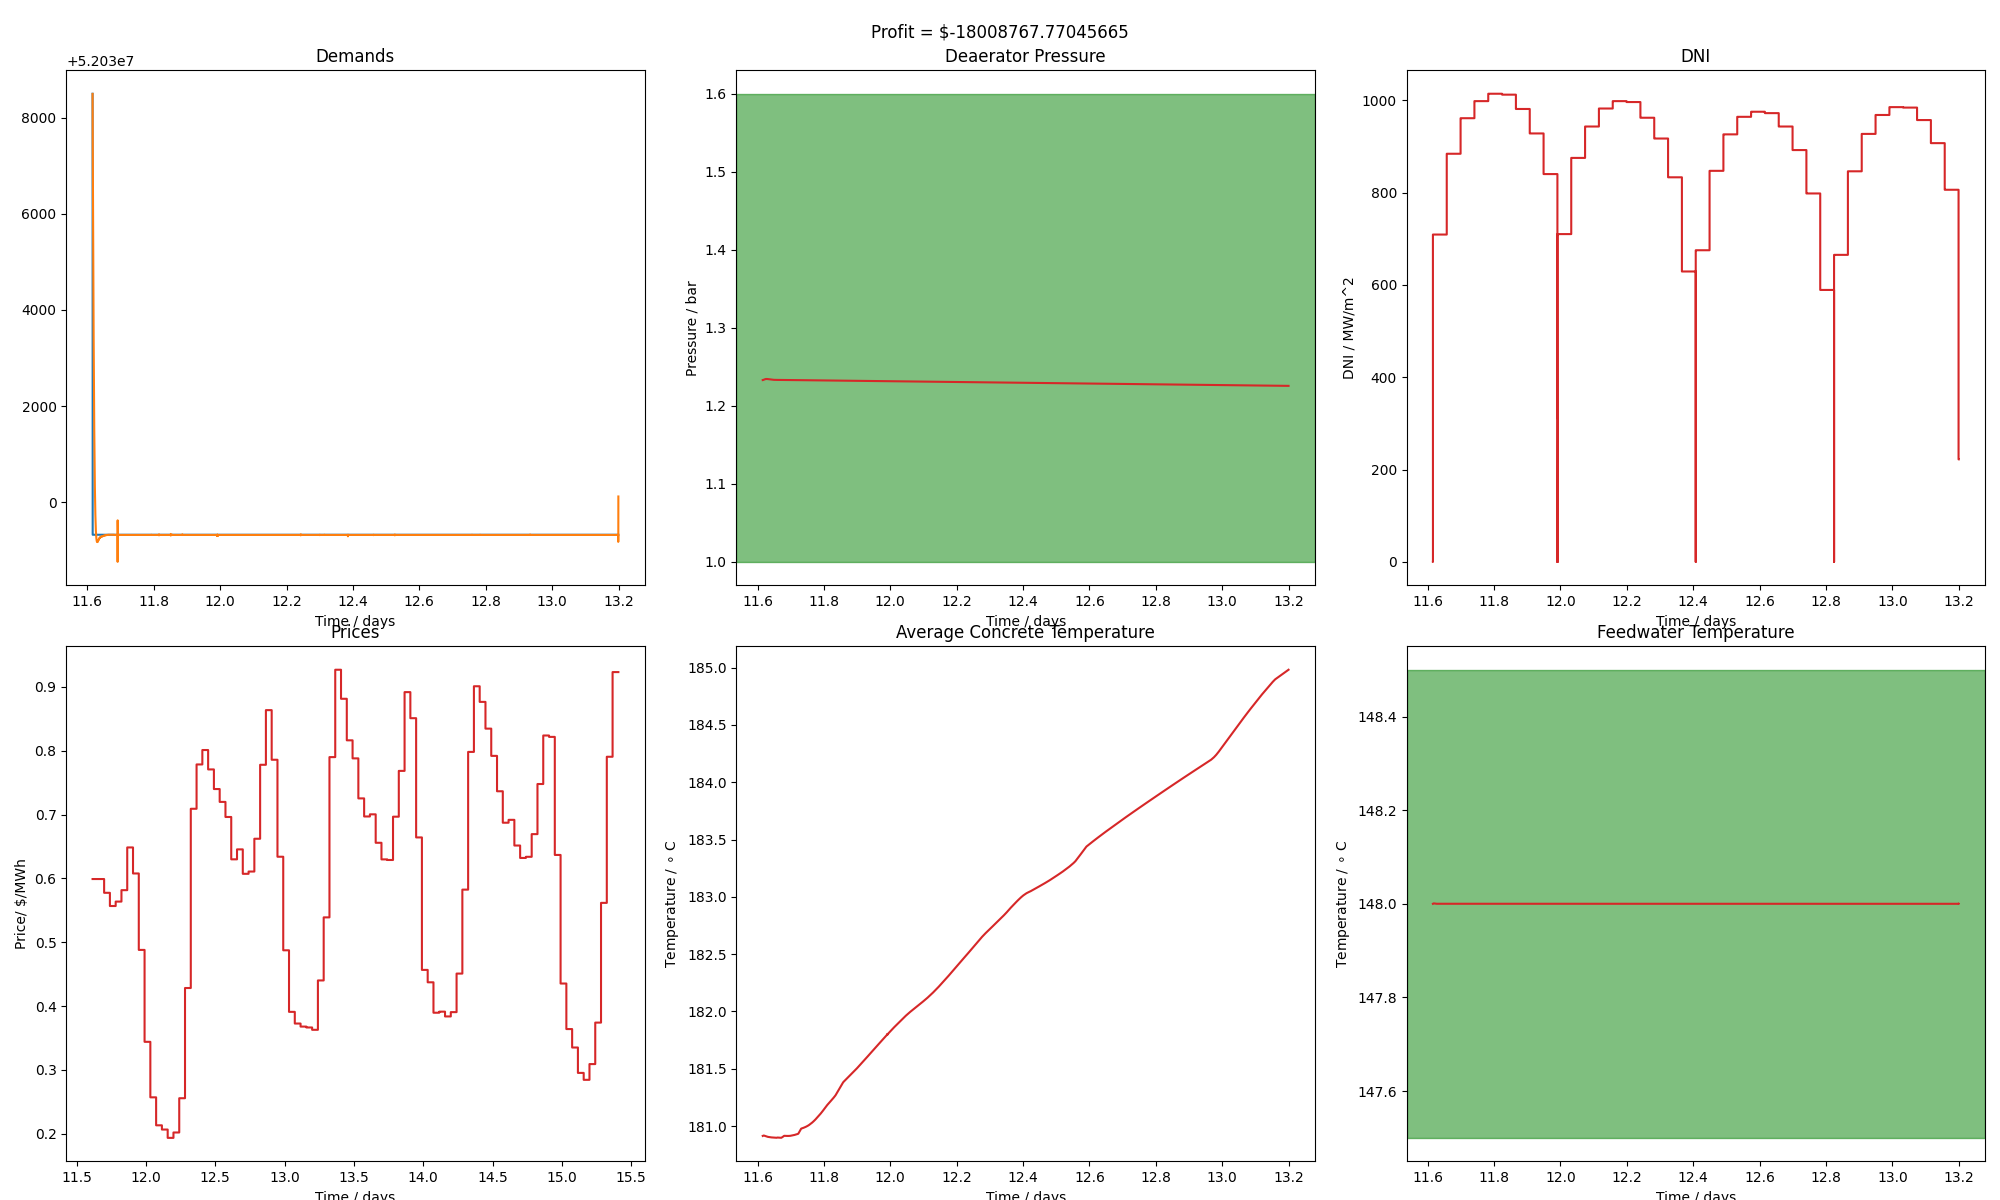 Profit = $-18008767.77045665
Demands
+5.203e7
8000
6000
4000
2000
0
11.6 11.8 12.0 12.2 12.4 12.6 12.8 13.0 13.2
Time / days
Deaerator Pressure
Pressure / bar
1.6
1.5
1.4
1.3
1.2
1.1
1.0
11.6 11.8 12.0 12.2 12.4 12.6 12.8 13.0 13.2
Time / days
DNI
DNI / MW/m^2
1000
800
600
400
200
0
11.6 11.8 12.0 12.2 12.4 12.6 12.8 13.0 13.2
Time / days
Prices
Price/ $/MWh
0.9
0.8
0.7
0.6
0.5
0.4
0.3
0.2
11.5 12.0 12.5 13.0 13.5 14.0 14.5 15.0 15.5
Time / days
Average Concrete Temperature
Temperature / ∘ C
185.0
184.5
184.0
183.5
183.0
182.5
182.0
181.5
181.0
11.6 11.8 12.0 12.2 12.4 12.6 12.8 13.0 13.2
Time / days
Feedwater Temperature
Temperature / ∘ C
148.4
148.2
148.0
147.8
147.6
11.6 11.8 12.0 12.2 12.4 12.6 12.8 13.0 13.2
Time / days